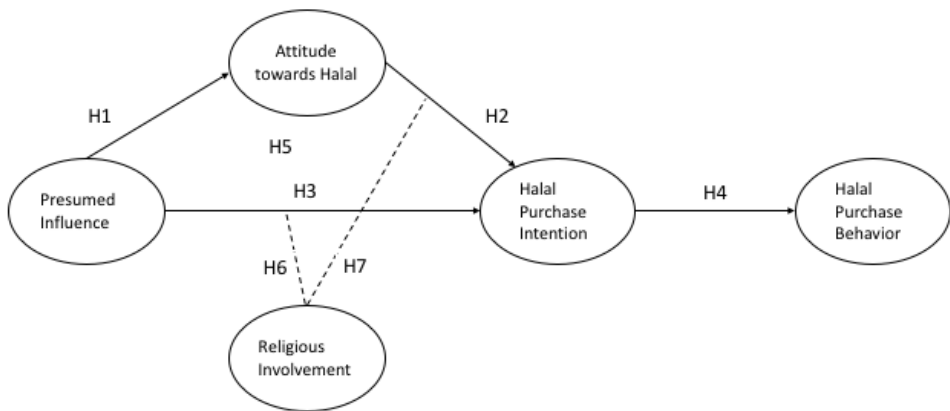 Attitude
towards Halal
H1
H2
H5
Presumed
Influence
H3
Halal
Purchase
Intention
H4
Halal
Purchase
Behavior
H6
H7
Religious
Involvement